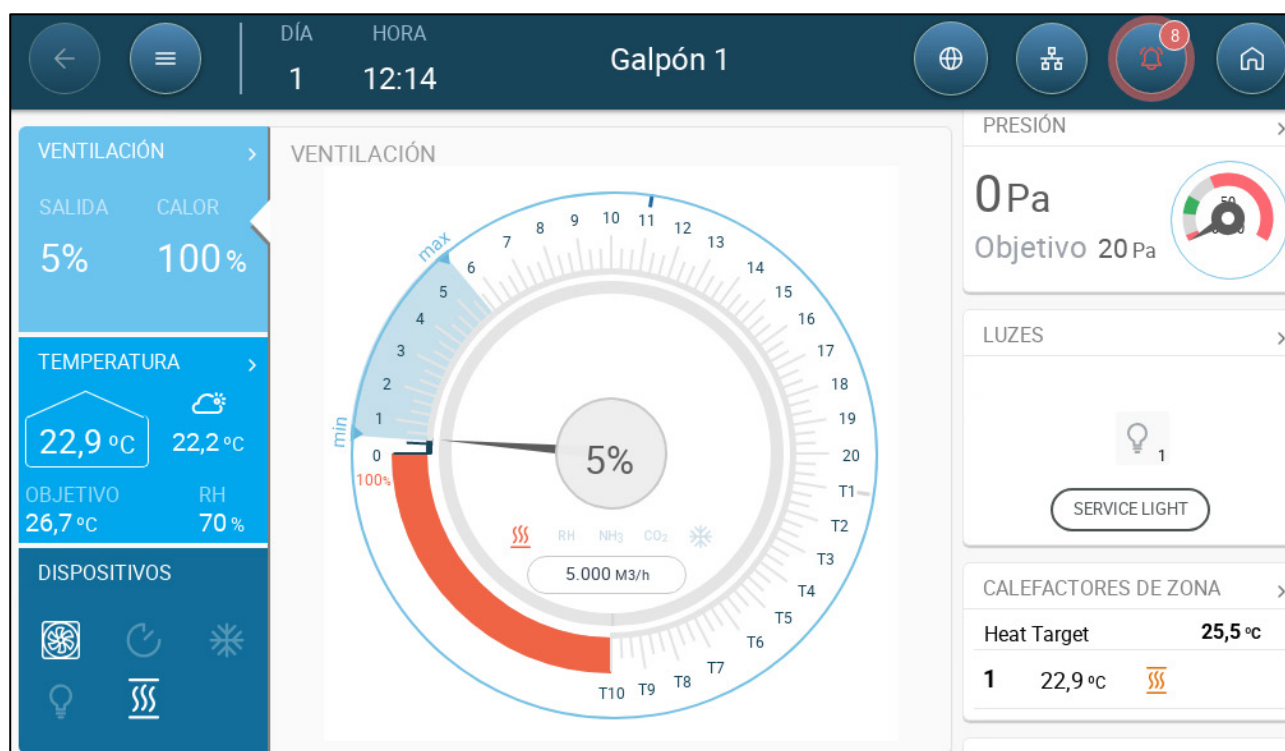 DÍA HORA
1 12:14
Galpón 1
8
VENTILACIÓN
SALIDA CALOR
5% 100 %
TEMPERATURA
22,9 ºC 22,2 ºC
OBJETIVO RH
26,7 ºC 70 %
DISPOSITIVOS
VENTILACIÓN
min
max
0
1
2
3
4
5
6
7
8
9
10
11
12
13
14
15
16
17
18
19
20
T1
T2
T3
T4
T5
T6
T7
T8
T9
T10
100%
5%
RH NH3 CO2
5.000 M3/h
PRESIÓN
0 Pa
50
Objetivo 20 Pa
LUZES
1
SERVICE LIGHT
CALEFACTORES DE ZONA
Heat Target 25,5 ºC
1 22,9 ºC